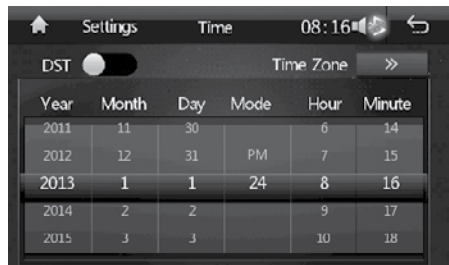 Settings Time 08:16
DST Time Zone »
Year Month Day Mode Hour Minute
2011 11 30 6 14
2012 12 31 PM 7 15
2013 1 1 24 8 16
2014 2 2 9 17
2015 3 3 10 18